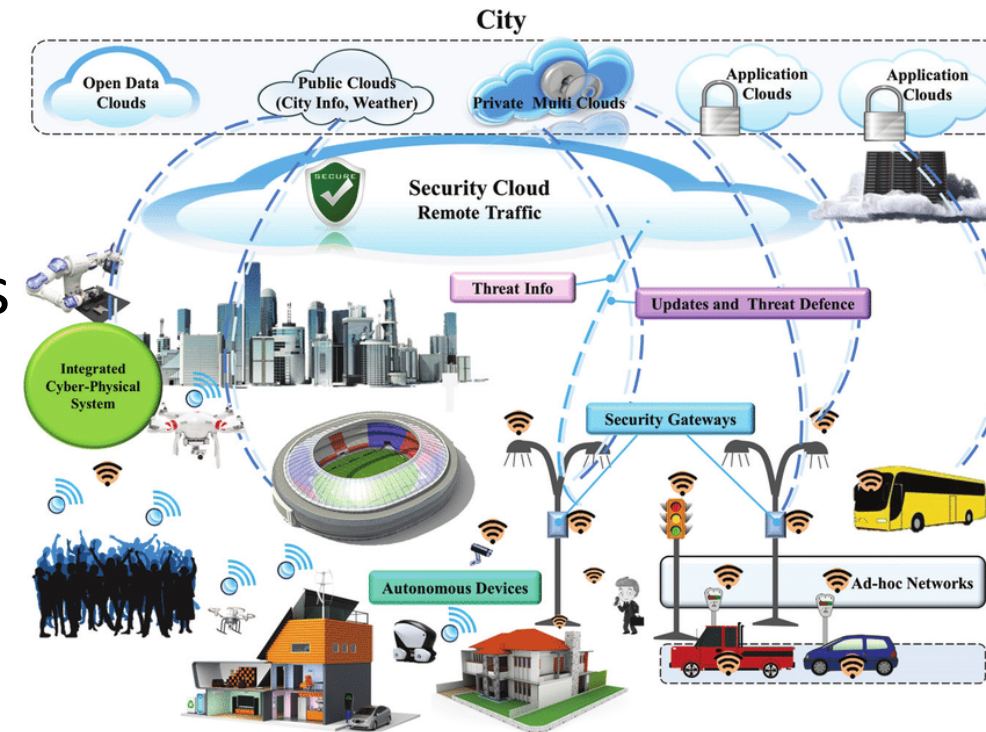 City
Open Data
Clouds
Public Clouds
(City Info, Weather)
Private Multi Clouds
Application
Clouds
Application
Clouds
SECURE
Security Cloud
Remote Traffic
s
Threat Info
Updates and Threat Defence
Integrated
Cyber-Physical
System
Security Gateways
Autonomous Devices
Ad-hoc Networks